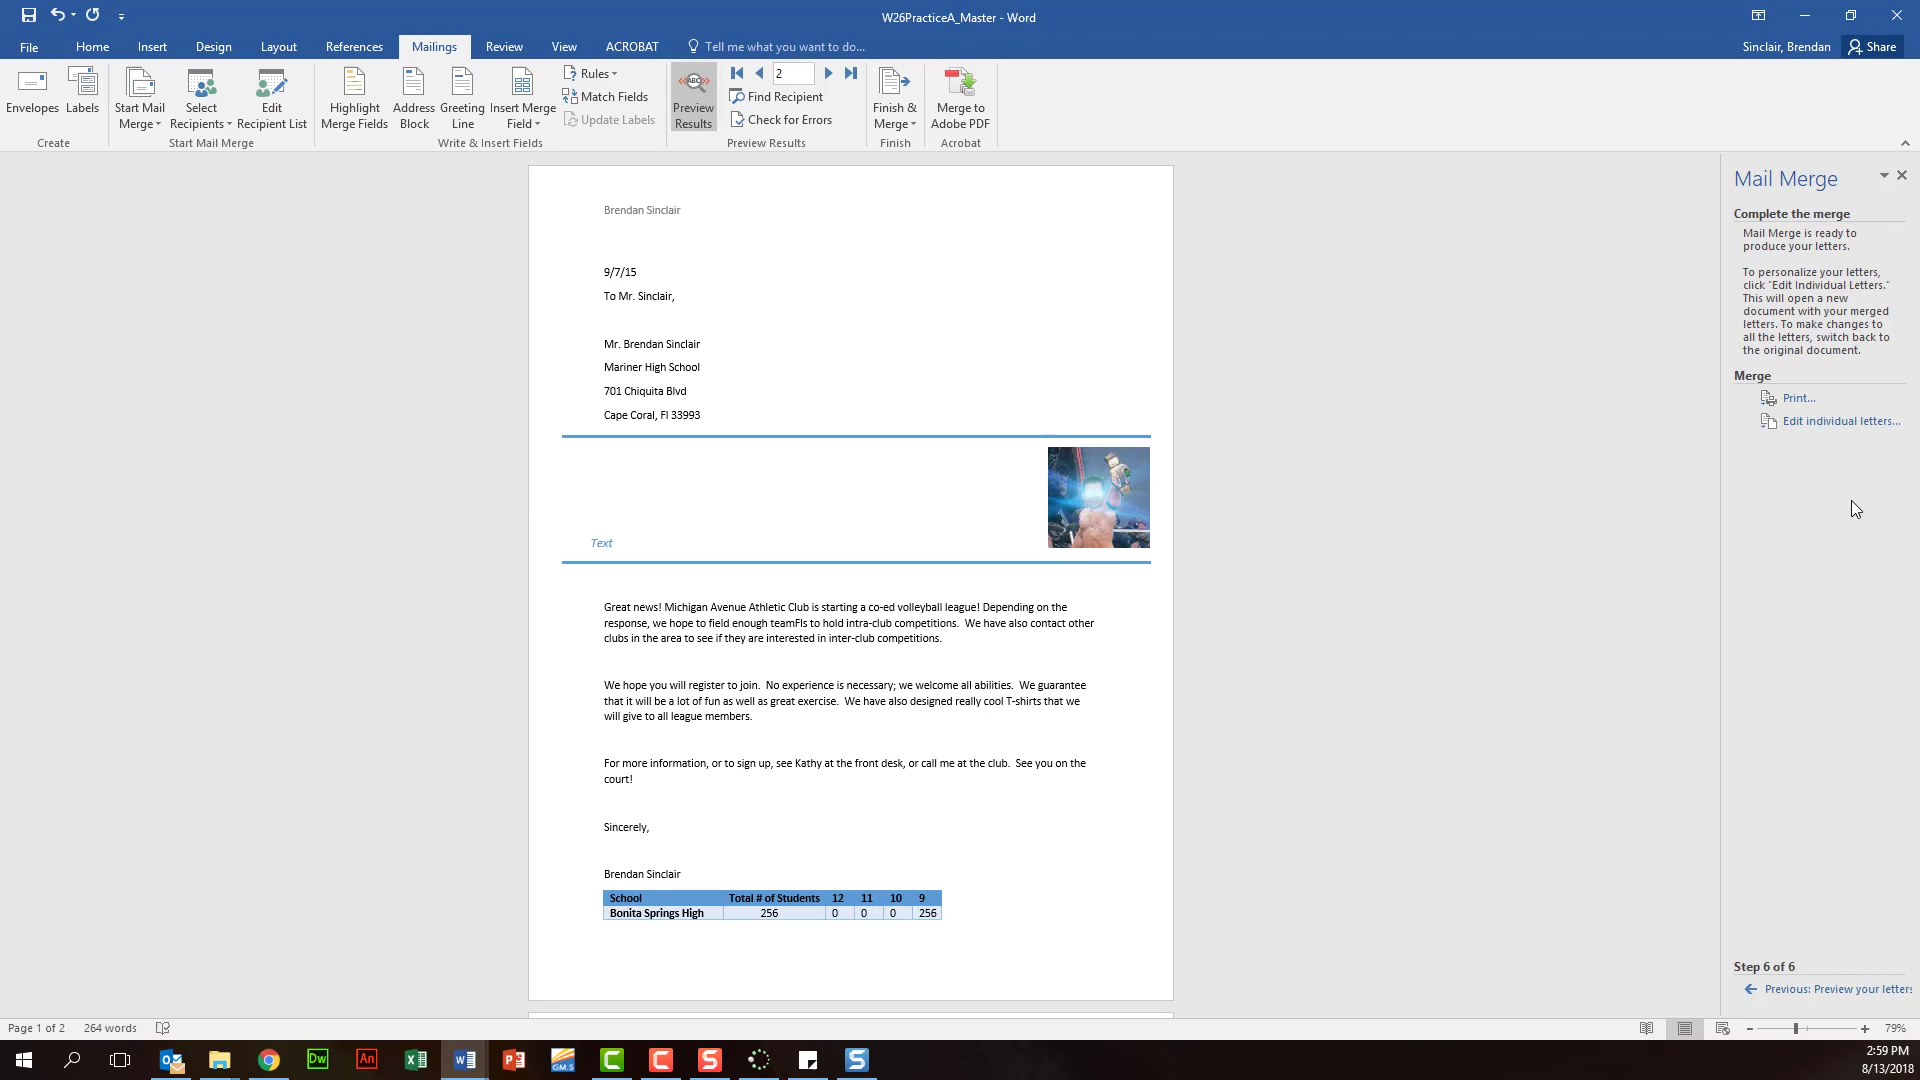 W26PracticeA_Master - Word
File Home Insert Design Layout References Mailings Review View ACROBAT Tell me what you want to do... Sinclair, Brendan Share
Envelopes
Labels
Create
Start Mail
Merge
Select
Recipients
Edit
Recipient List
Start Mail Merge
Highlight
Merge Fields
Address
Block
Greeting
Line
Insert Merge
Field
Rules
Match Fields
Update Labels
Write & Insert Fields
ABC
Preview
Results
2
Find Recipient
Check for Errors
Preview Results
Finish &
Merge
Finish
Merge to
Adobe PDF
Acrobat
Brendan Sinclair
9/7/15
To Mr. Sinclair,
Mr. Brendan Sinclair
Mariner High School
701 Chiquita Blvd
Cape Coral, Fl 33993
Text
Great news! Michigan Avenue Athletic Club is starting a co-ed volleyball league! Depending on the
response, we hope to field enough teamFls to hold intra-club competitions. We have also contact other
clubs in the area to see if they are interested in inter-club competitions.
We hope you will register to join. No experience is necessary; we welcome all abilities. We guarantee
that it will be a lot of fun as well as great exercise. We have also designed really cool T-shirts that we
will give to all league members.
For more information, or to sign up, see Kathy at the front desk, or call me at the club. See you on the
court!
Sincerely,
Brendan Sinclair
School Total # of Students 12 11 10 9
Bonita Springs High 256 0 0 0 256
Mail Merge
Complete the merge
Mail Merge is ready to
produce your letters.
To personalize your letters,
click "Edit Individual Letters."
This will open a new
document with your merged
letters. To make changes to
all the letters, switch back to
the original document.
Merge
Print...
Edit individual letters...
Step 6 of 6
Previous: Preview your letters
Page 1 of 2 264 words 79%
Dw An GM.S
2:59 PM
8/13/2018